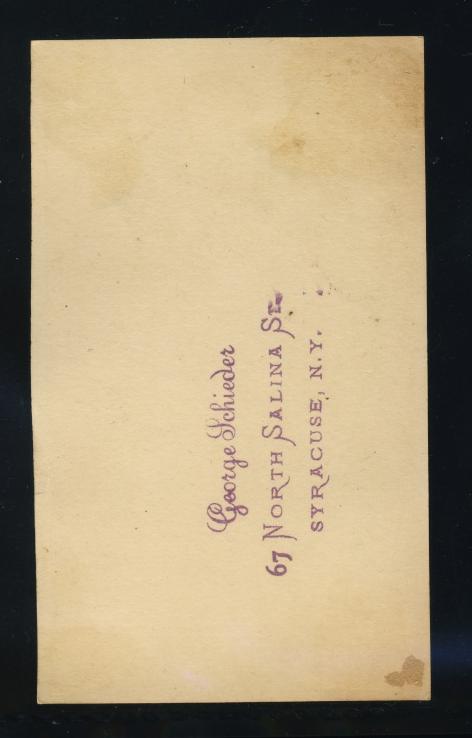 George Schieder
67 NORTH SALINA St.
SYRACUSE, N.Y.